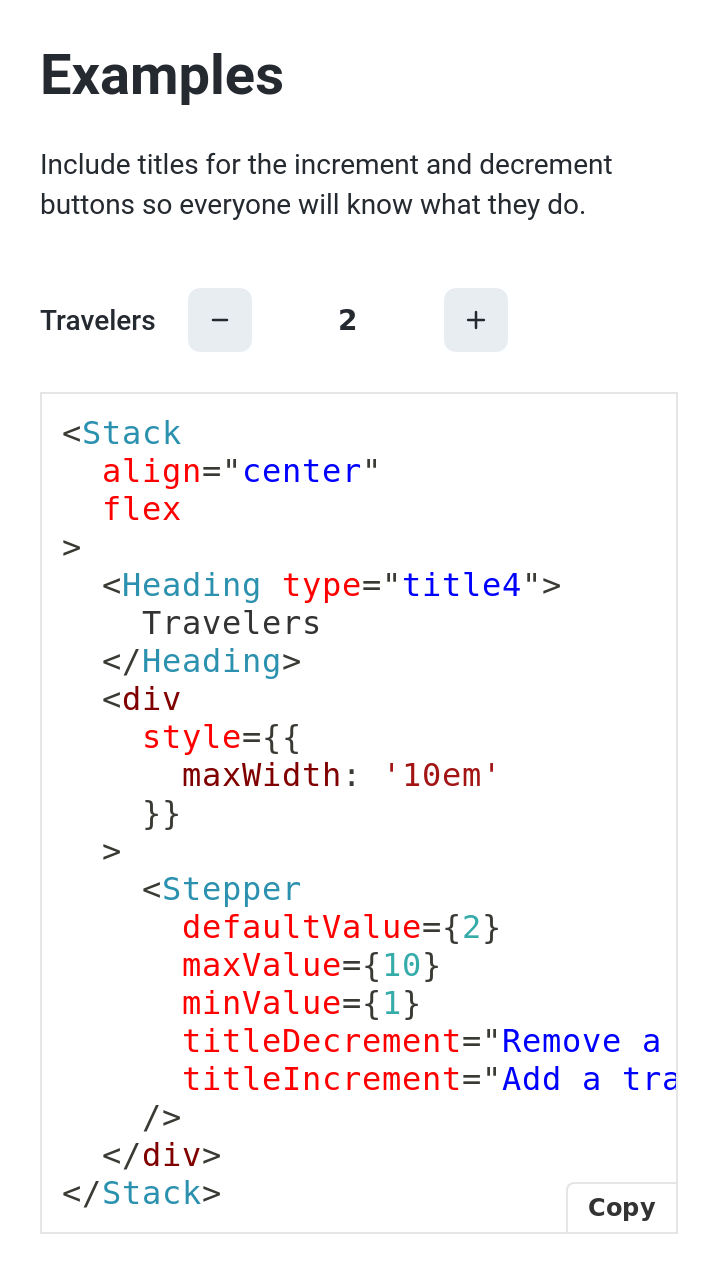 Examples
Include titles for the increment and decrement
buttons so everyone will know what they do.
Travelers − 2 +
<Stack
  align="center"
  flex
>
  <Heading type="title4">
    Travelers
  </Heading>
  <div
    style={{
      maxWidth: '10em'
    }}
  >
    <Stepper
      defaultValue={2}
      maxValue={10}
      minValue={1}
      titleDecrement="Remove a
      titleIncrement="Add a tra
    />
  </div>
</Stack>
Copy